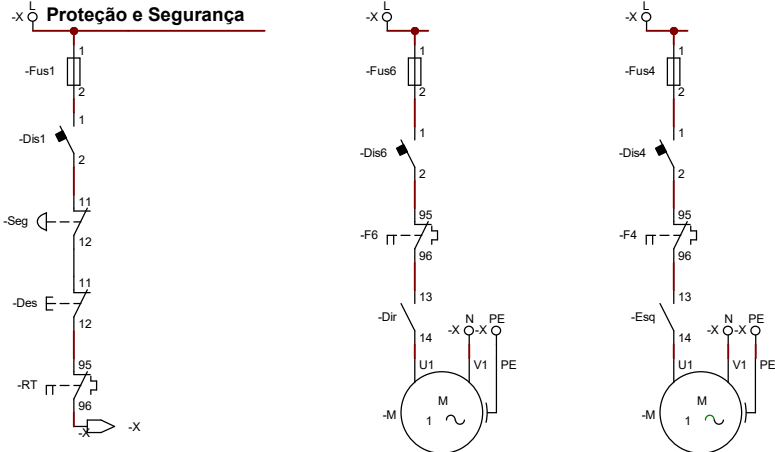 L
-X
Proteção e Segurança
1
-Fus1
2
1
-Dis1
2
11
-Seg
12
11
-Des
12
95
-RT
96
-X
-X
L
-X
1
-Fus6
2
1
-Dis6
2
95
-F6
96
13
-Dir
14
N
PE
-X
-X
U1
V1
PE
M
-M
1
L
-X
1
-Fus4
2
1
-Dis4
2
95
-F4
96
13
-Esq
14
N
PE
-X
-X
U1
V1
PE
M
-M
1